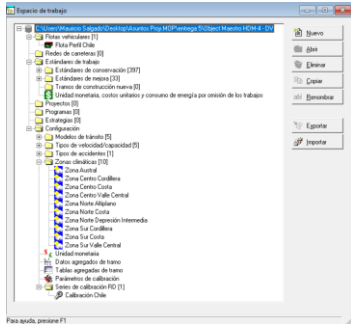 Espacio de trabajo
C:\Users\Mauricio Salgado\Desktop\Asuntos Proy MOP\entrega 5\Object Maestro HDM-4 - DV
Flotas vehiculares [1]
Flota Perfil Chile
Redes de carreteras [0]
Estándares de trabajo
Estándares de conservación [397]
Estándares de mejora [33]
Tramos de construcción nueva [0]
Unidad monetaria, costos unitarios y consumo de energía por omisión de los trabajos
Proyectos [0]
Programas [0]
Estrategias [0]
Configuración
Modelos de tránsito [5]
Tipos de velocidad/capacidad [5]
Tipos de accidentes [1]
Zonas climáticas [10]
Zona Austral
Zona Centro Cordillera
Zona Centro Costa
Zona Centro Valle Central
Zona Norte Altiplano
Zona Norte Costa
Zona Norte Depresión Intermedia
Zona Sur Cordillera
Zona Sur Costa
Zona Sur Valle Central
Unidad monetaria
Datos agregados de tramo
Tablas agregadas de tramo
Parámetros de calibración
Series de calibración RD [1]
Calibración Chile
Nuevo
Abrir
Eliminar
Copiar
Renombrar
Exportar
Importar
Para ayuda, presione F1